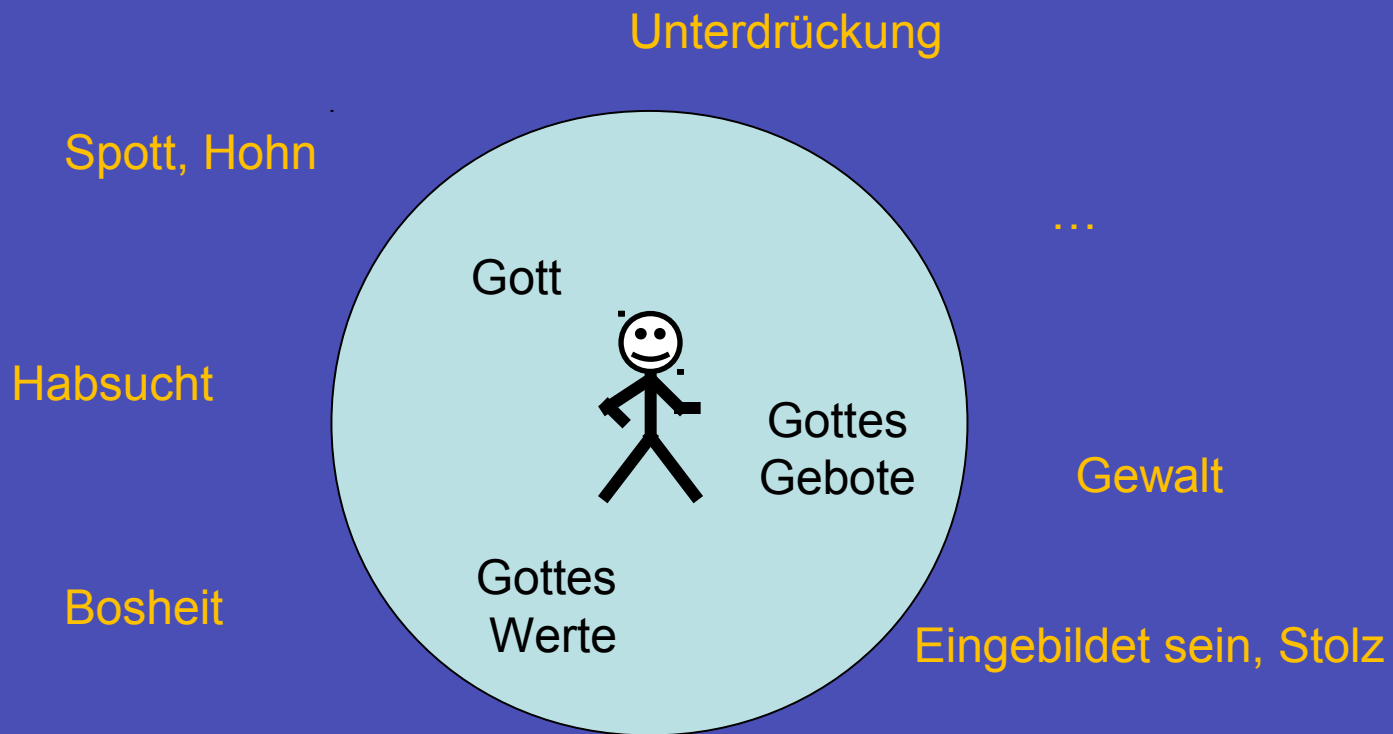 Unterdrückung
Spott, Hohn
...
Gott
Habsucht
Gottes
Gebote
Gewalt
Gottes
Werte
Bosheit
Eingebildet sein, Stolz